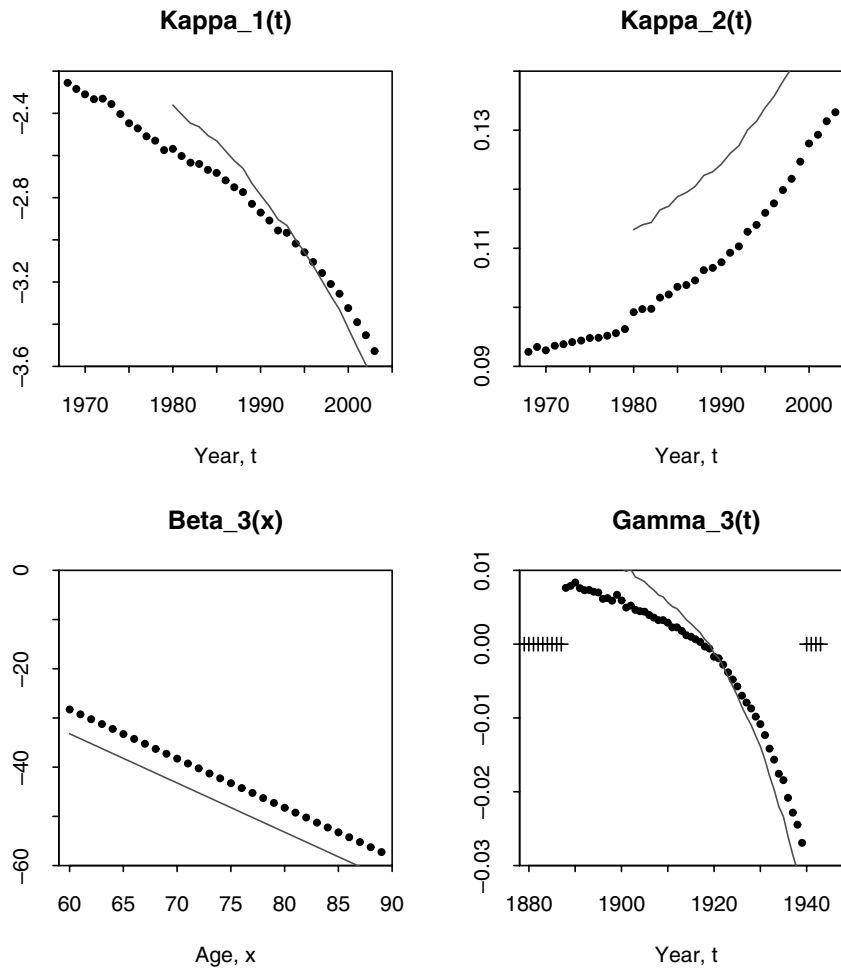 Kappa_1(t)
−2.4
−2.8
−3.2
−3.6
1970 1980 1990 2000
Year, t
Kappa_2(t)
0.13
0.11
0.09
1970 1980 1990 2000
Year, t
Beta_3(x)
0
−20
−40
−60
60 65 70 75 80 85 90
Age, x
Gamma_3(t)
0.01
0.00
−0.01
−0.02
−0.03
1880 1900 1920 1940
Year, t